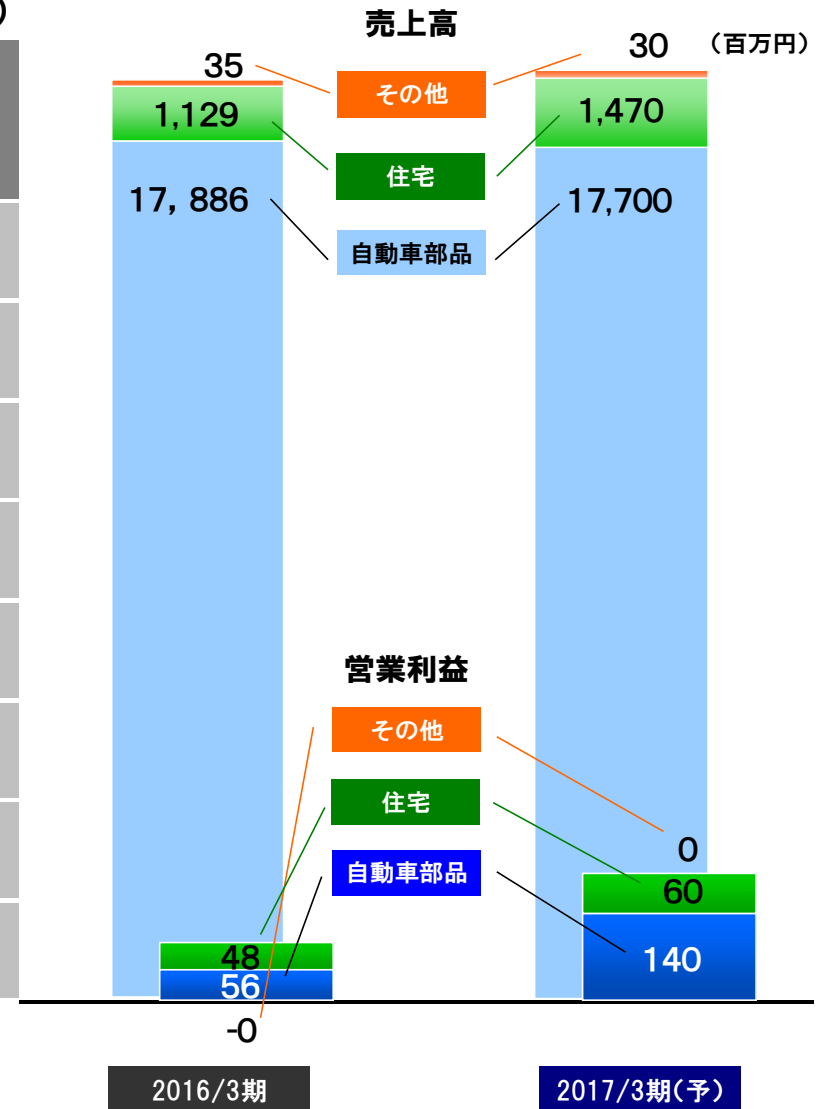 )
売上高
（百万円）
35
その他
30
1,129
1,470
住宅
17, 886
17,700
自動車部品
営業利益
その他
住宅
0
自動車部品
60
48
140
56
-0
2016/3期
2017/3期(予)